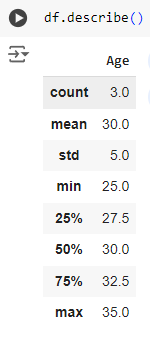 df.describe()
Age
count 3.0
mean 30.0
std 5.0
min 25.0
25% 27.5
50% 30.0
75% 32.5
max 35.0